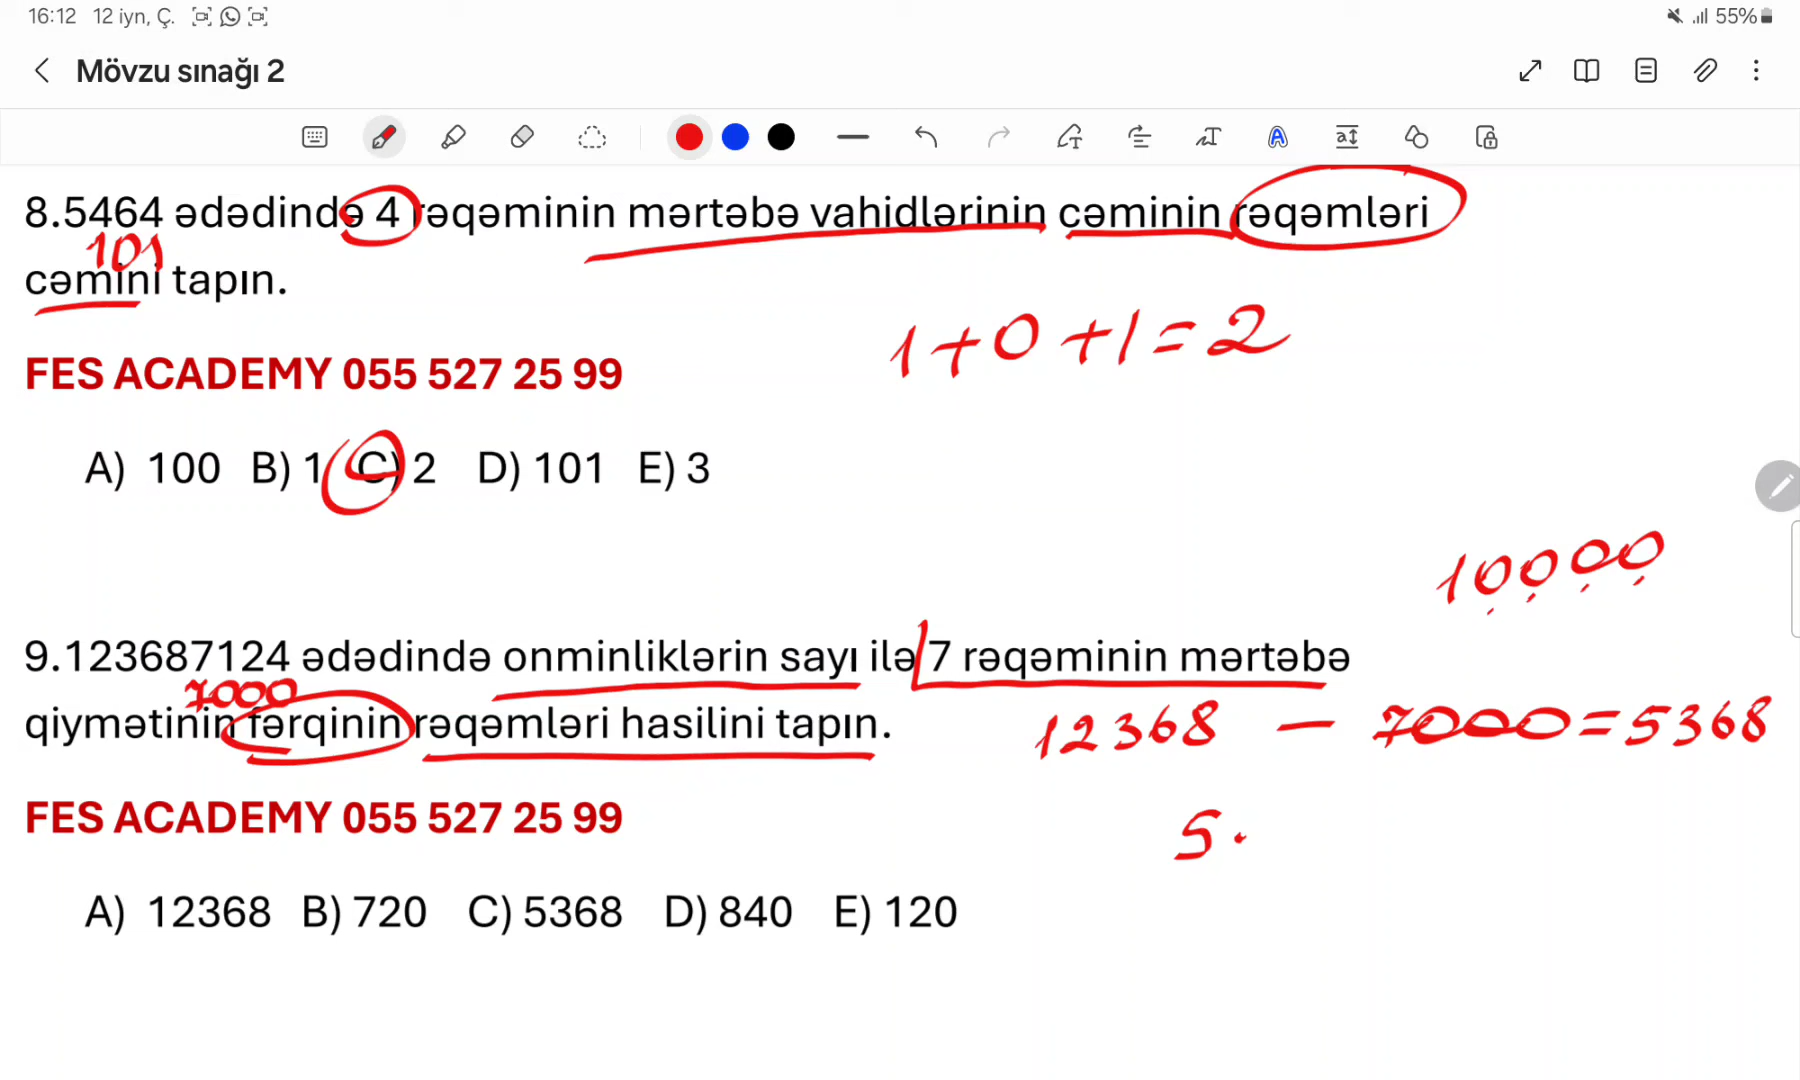 16:12 12 iyn, Ç. 55%
Mövzu sınağı 2
8.5464 ədədində 4 rəqəminin mərtəbə vahidlərinin cəminin rəqəmləri
101
cəmini tapın.
1+0+1=2
FES ACADEMY 055 527 25 99
A) 100 B) 1 C) 2 D) 101 E) 3
10000
9.123687124 ədədində onminliklərin sayı ilə 7 rəqəminin mərtəbə
7000
qiymətinin fərqinin rəqəmləri hasilini tapın.
12368 – 7000=5368
FES ACADEMY 055 527 25 99
5.
A) 12368 B) 720 C) 5368 D) 840 E) 120